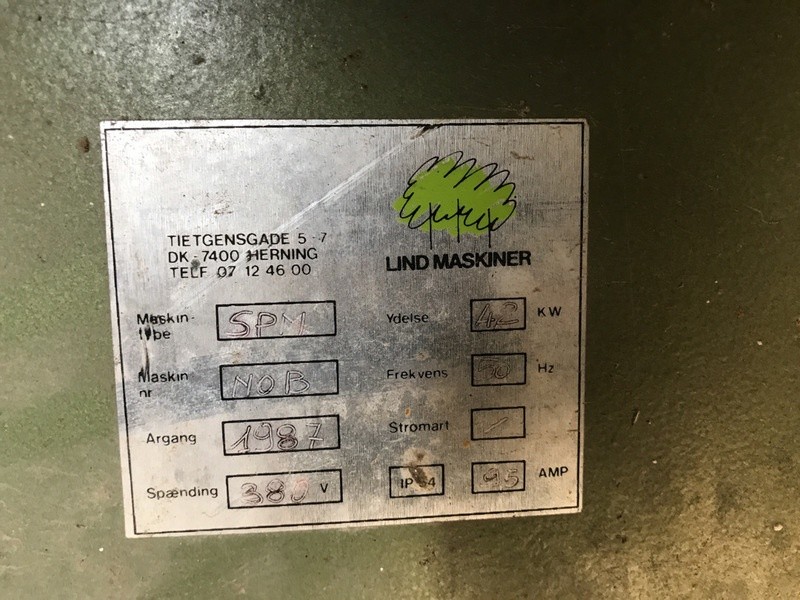 TIETGENSGADE 5-7
DK-7400 HERNING
TELF 07 12 46 00
LIND MASKINER
Maskin-
type SPM
Maskin
nr NOB
Argang 1987
Spænding 380 V
Ydelse 4,2 KW
Frekvens 50 Hz
Stromart
IP 54 9,5 AMP